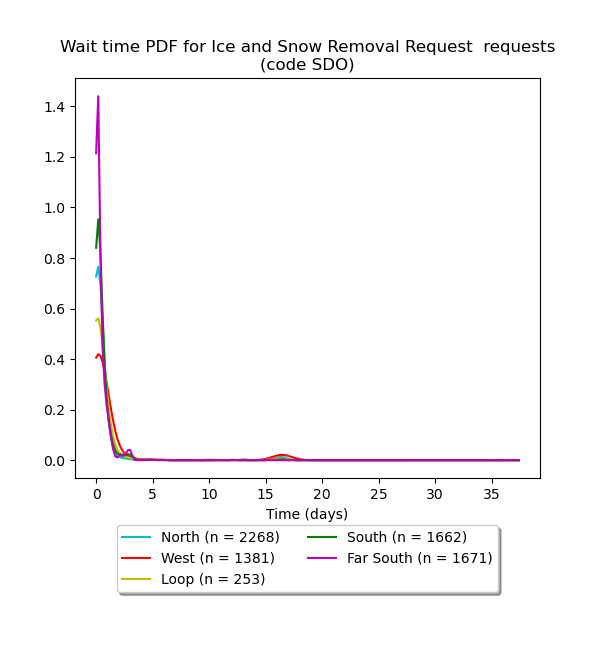 Wait time PDF for Ice and Snow Removal Request  requests
(code SDO)
1.4
1.2
1.0
0.8
0.6
0.4
0.2
0.0
0 5 10 15 20 25 30 35
Time (days)
North (n = 2268) South (n = 1662)
West (n = 1381) Far South (n = 1671)
Loop (n = 253)